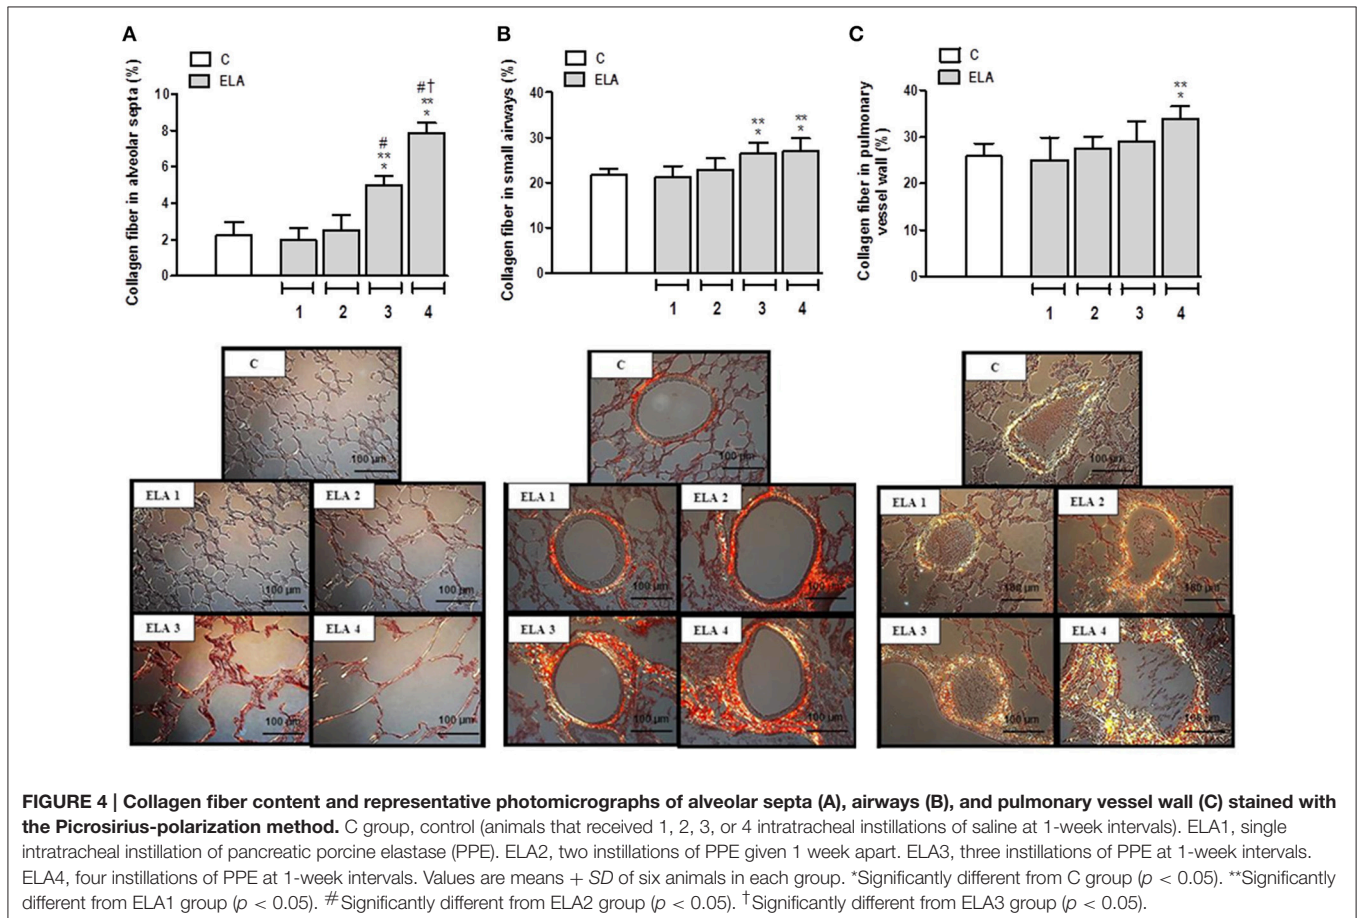 A
C
ELA
Collagen fiber in alveolar septa (%)
10
8
6
4
2
0
#
**
*
#†
**
*
1 2 3 4
B
C
ELA
Collagen fiber in small airways (%)
40
30
20
10
0
**
*
**
*
1 2 3 4
C
C
ELA
Collagen fiber in pulmonary
vessel wall (%)
40
30
20
10
0
**
*
1 2 3 4
C
100 µm
ELA 1
100 µm
ELA 2
100 µm
ELA 3
100 µm
ELA 4
100 µm
C
100 µm
ELA 1
100 µm
ELA 2
100 µm
ELA 3
100 µm
ELA 4
100 µm
C
100 µm
ELA 1
100 µm
ELA 2
100 µm
ELA 3
100 µm
ELA 4
100 µm
FIGURE 4 | Collagen fiber content and representative photomicrographs of alveolar septa (A), airways (B), and pulmonary vessel wall (C) stained with
the Picrosirius-polarization method. C group, control (animals that received 1, 2, 3, or 4 intratracheal instillations of saline at 1-week intervals). ELA1, single
intratracheal instillation of pancreatic porcine elastase (PPE). ELA2, two instillations of PPE given 1 week apart. ELA3, three instillations of PPE at 1-week intervals.
ELA4, four instillations of PPE at 1-week intervals. Values are means + SD of six animals in each group. *Significantly different from C group (p < 0.05). **Significantly
different from ELA1 group (p < 0.05). #Significantly different from ELA2 group (p < 0.05). †Significantly different from ELA3 group (p < 0.05).